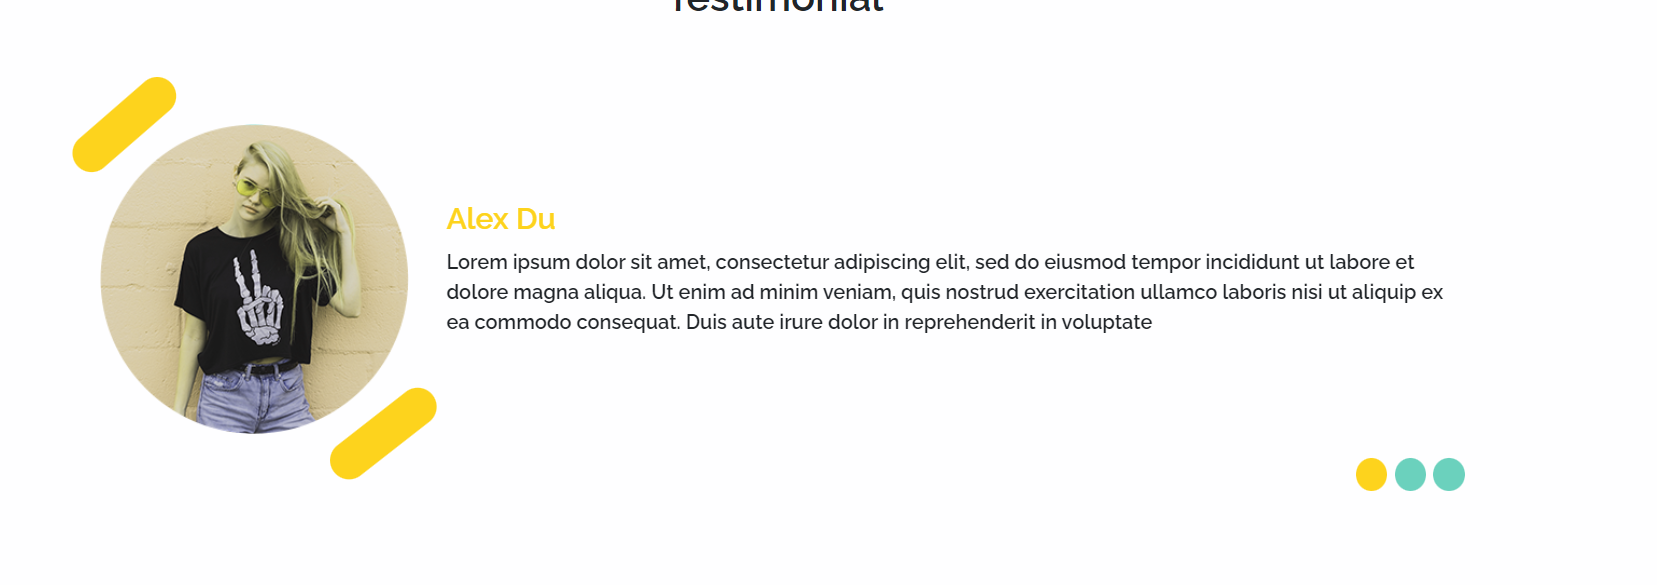 Testimonial
Alex Du
Lorem ipsum dolor sit amet, consectetur adipiscing elit, sed do eiusmod tempor incididunt ut labore et
dolore magna aliqua. Ut enim ad minim veniam, quis nostrud exercitation ullamco laboris nisi ut aliquip ex
ea commodo consequat. Duis aute irure dolor in reprehenderit in voluptate